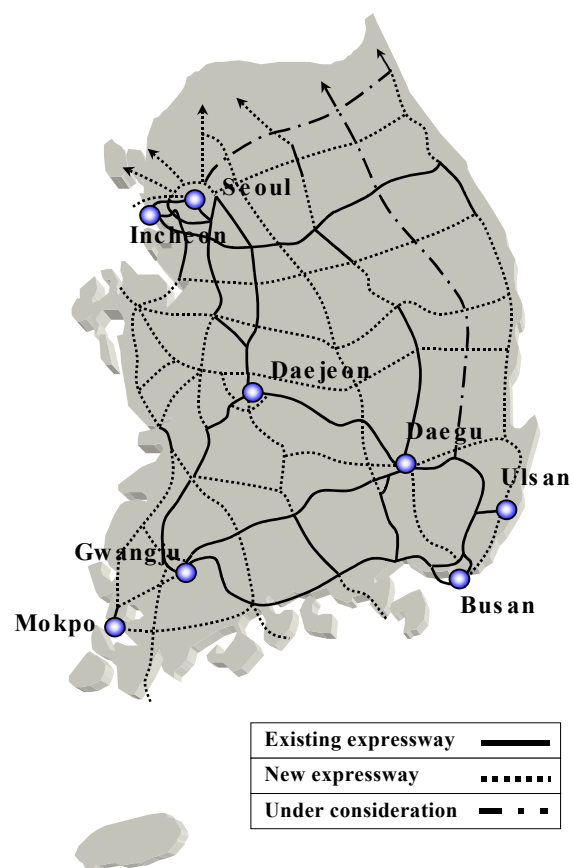 Seoul
Incheon
Daejeon
Daegu
Ulsan
Gwangju
Busan
Mokpo
Existing expressway
New expressway
Under consideration